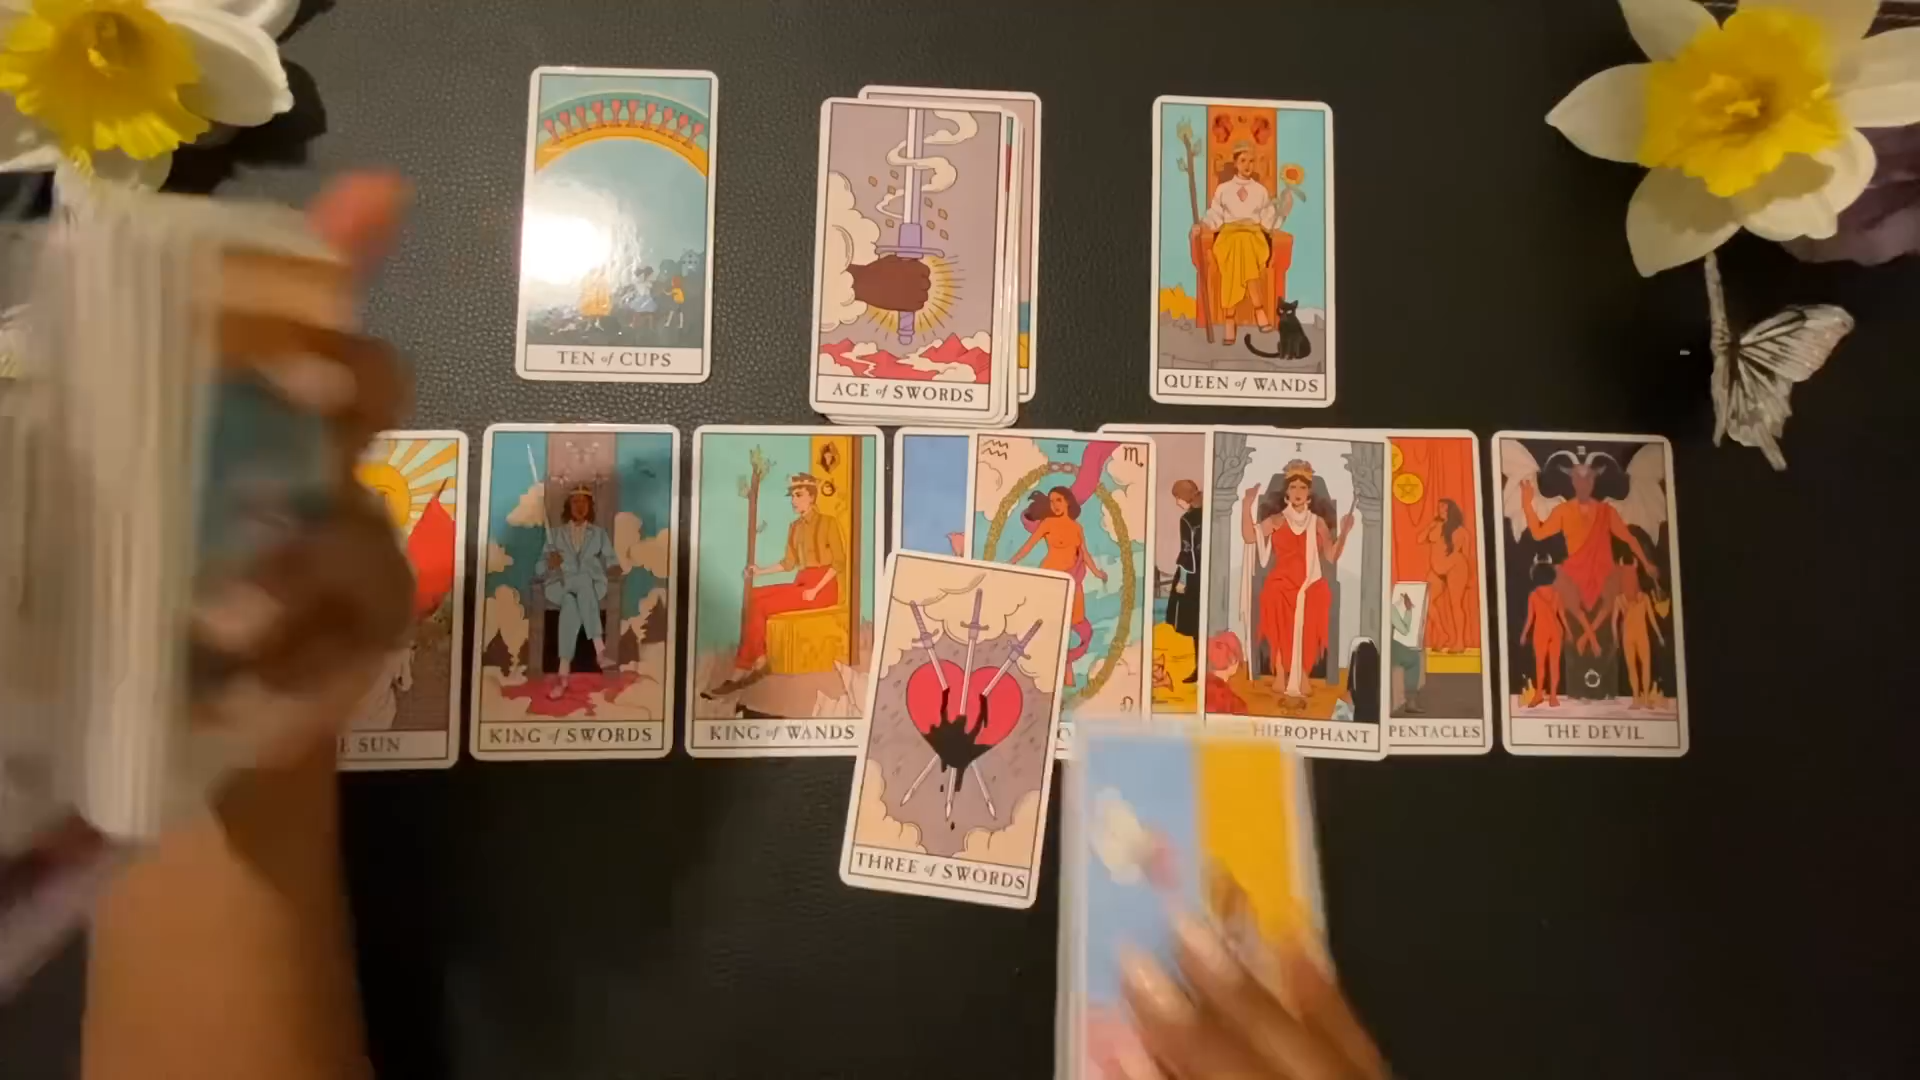 TEN of CUPS
ACE of SWORDS
QUEEN of WANDS
E SUN
KING of SWORDS
KING of WANDS
HIEROPHANT
PENTACLES
THE DEVIL
THREE of SWORDS